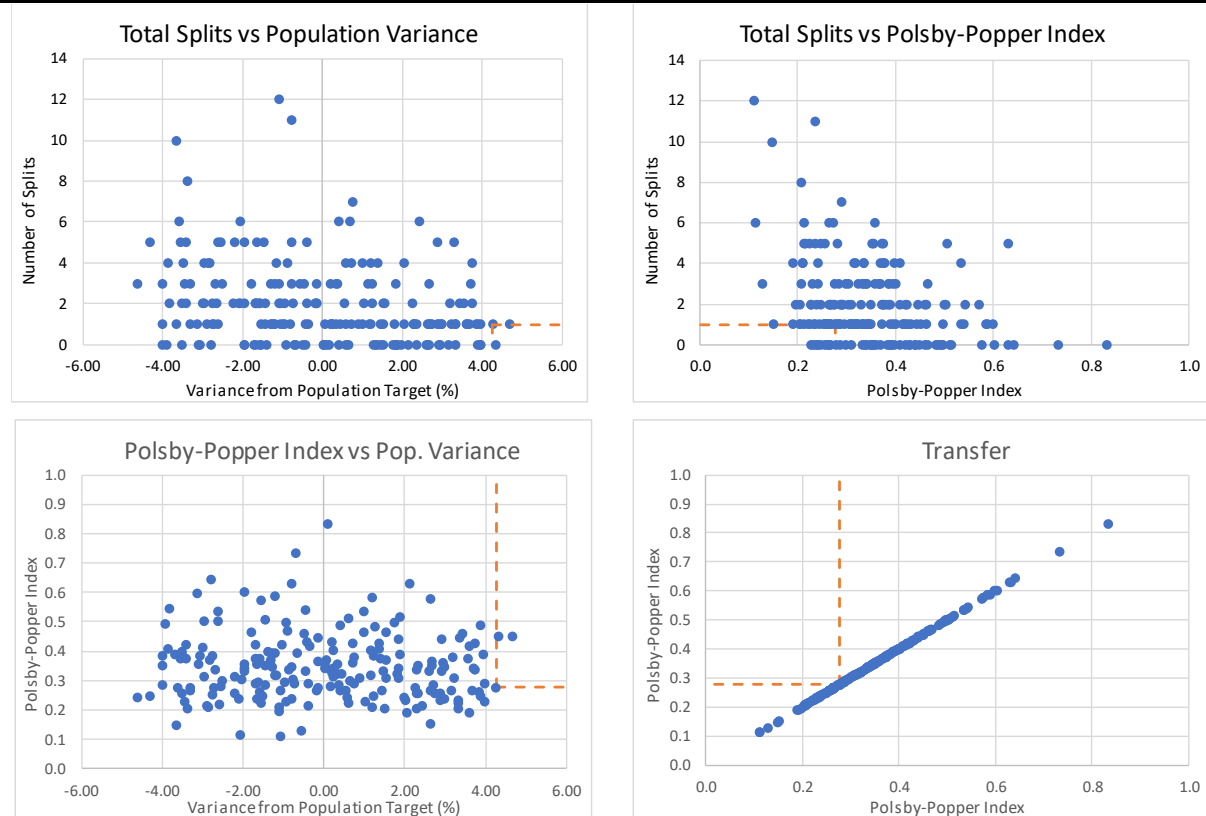 Total Splits vs Population Variance
14
12
10
8
6
4
2
0
Number of Splits
-6.00 -4.00 -2.00 0.00 2.00 4.00 6.00
Variance from Population Target (%)
Total Splits vs Polsby-Popper Index
14
12
10
8
6
4
2
0
Number of Splits
0.0 0.2 0.4 0.6 0.8 1.0
Polsby-Popper Index
Polsby-Popper Index vs Pop. Variance
1.0
0.9
0.8
0.7
0.6
0.5
0.4
0.3
0.2
0.1
0.0
Polsby-Popper Index
-6.00 -4.00 -2.00 0.00 2.00 4.00 6.00
Variance from Population Target (%)
Transfer
1.0
0.9
0.8
0.7
0.6
0.5
0.4
0.3
0.2
0.1
0.0
Polsby-Popper Index
0.0 0.2 0.4 0.6 0.8 1.0
Polsby-Popper Index